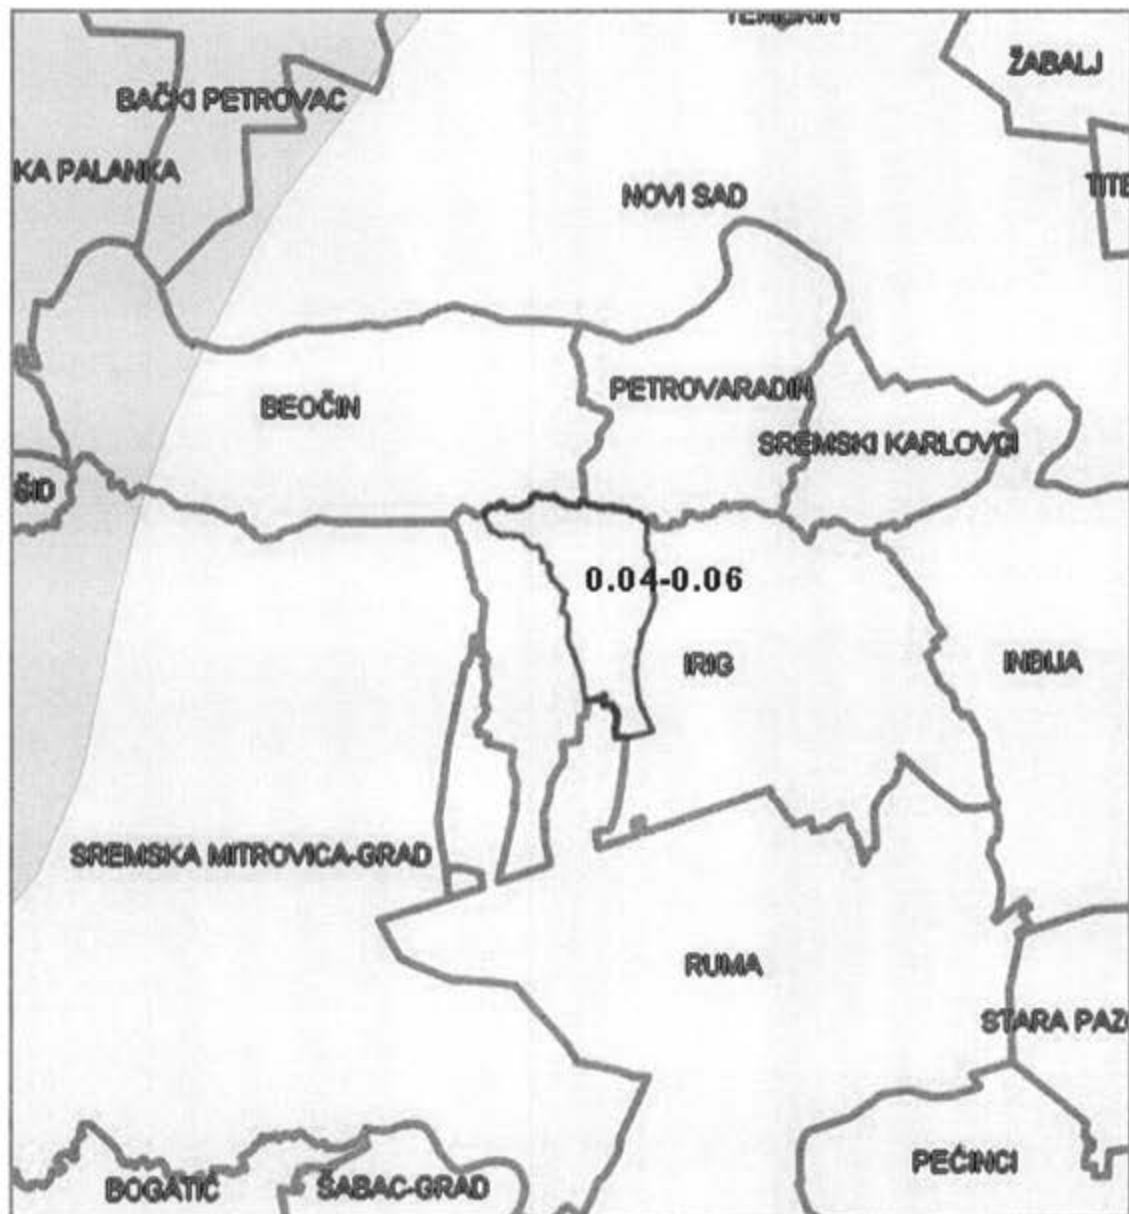 ŽABALJ
BAČKI PETROVAC
KA PALANKA
TITE
NOVI SAD
PETROVARADIN
BEOČIN
SREMSKI KARLOVCI
ŠID
0.04-0.06
IRIG
INĐIJA
SREMSKA MITROVICA-GRAD
RUMA
STARA PAZ
PEĆINCI
BOGATIĆ
ŠABAC-GRAD